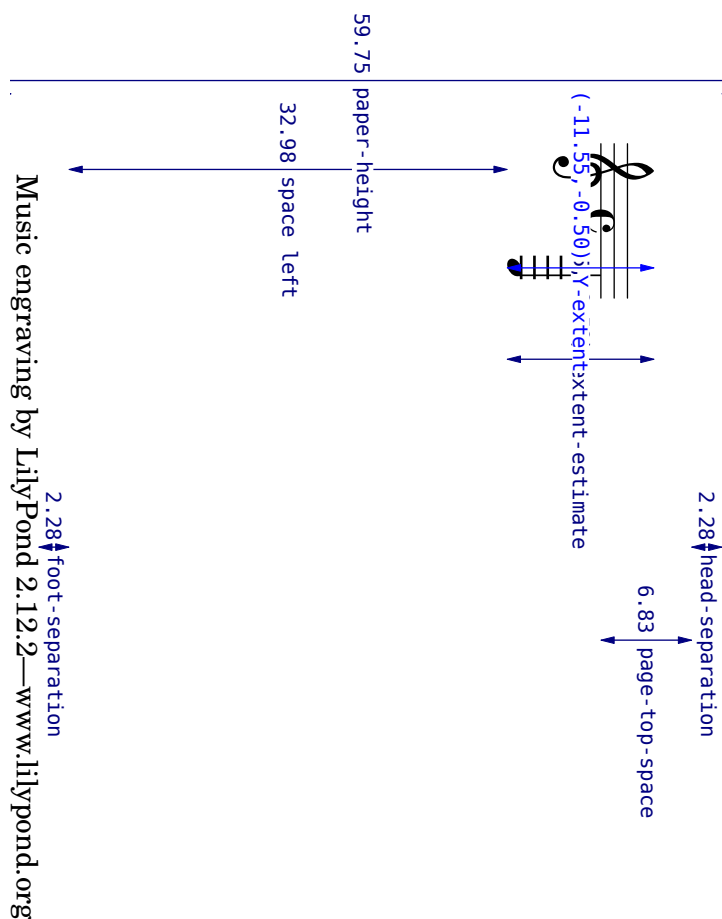 2.28 head-separation
6.83 page-top-space
(-11.55,-0.50)
,Y-extent
extent-estimate
59.75 paper-height
32.98 space left
2.28 foot-separation
Music engraving by LilyPond 2.12.2—www.lilypond.org